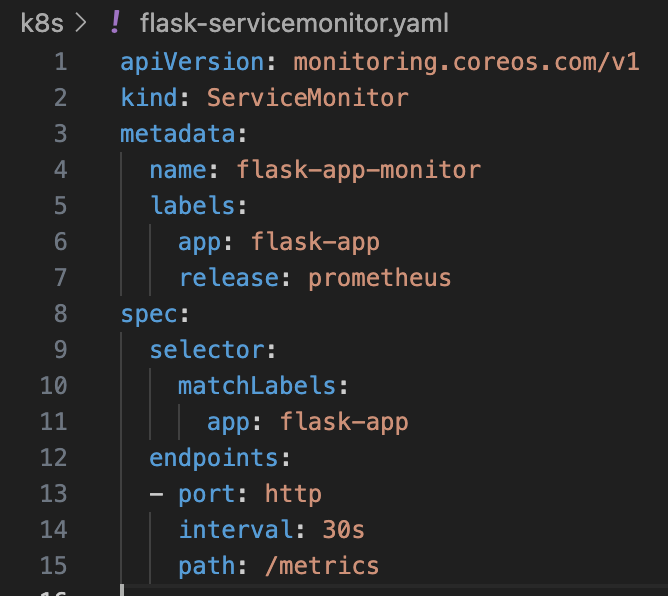 k8s > ! flask-servicemonitor.yaml
1 apiVersion: monitoring.coreos.com/v1
2 kind: ServiceMonitor
3 metadata:
4   name: flask-app-monitor
5   labels:
6     app: flask-app
7     release: prometheus
8 spec:
9   selector:
10     matchLabels:
11       app: flask-app
12   endpoints:
13   - port: http
14     interval: 30s
15     path: /metrics
16